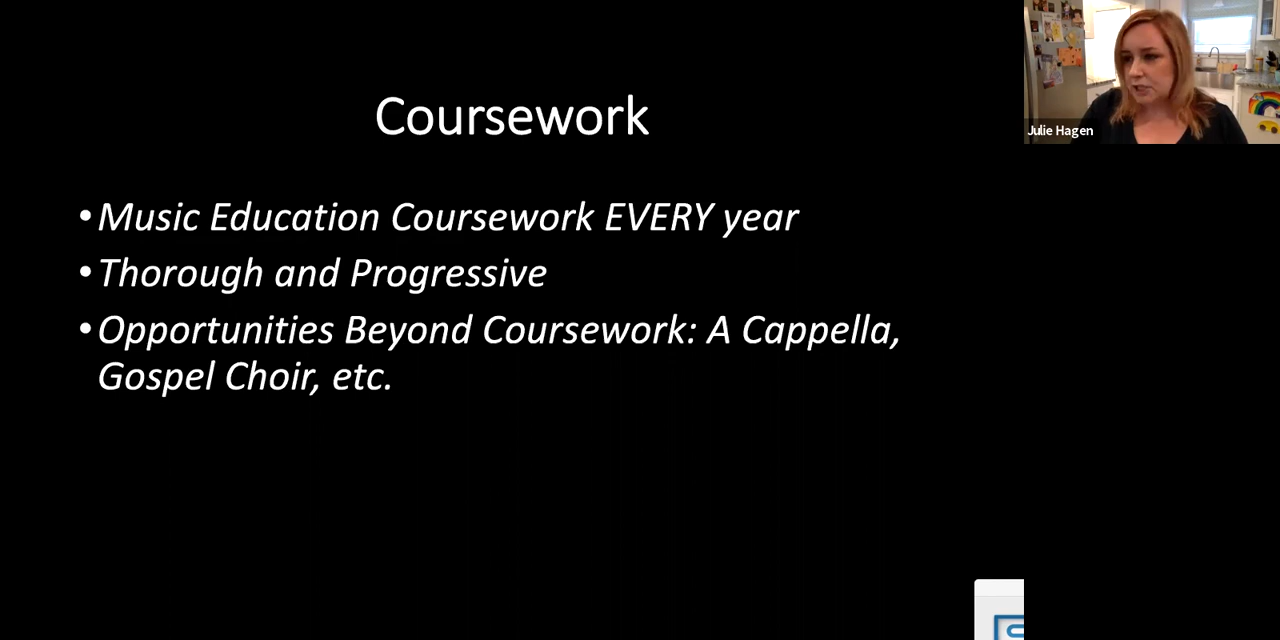 Coursework
Julie Hagen
• Music Education Coursework EVERY year
• Thorough and Progressive
• Opportunities Beyond Coursework: A Cappella,
Gospel Choir, etc.